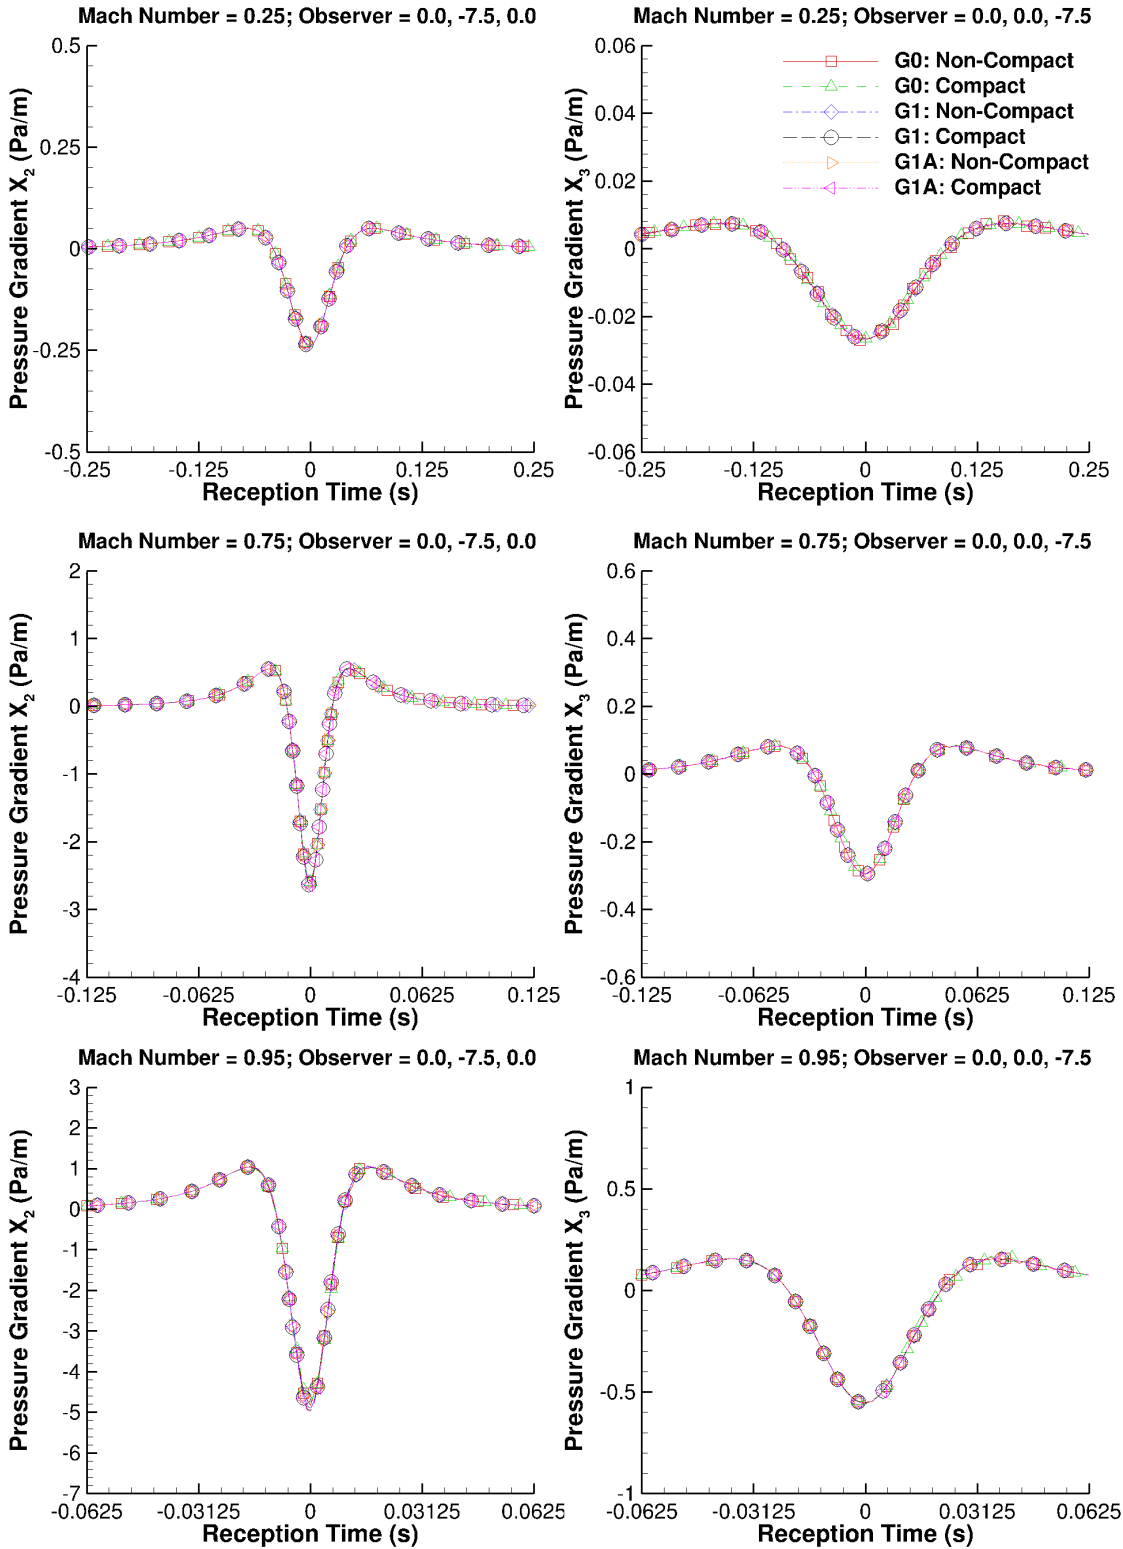 Mach Number = 0.25; Observer = 0.0, -7.5, 0.0
0.5
0.25
0
-0.25
-0.5
Pressure Gradient X2 (Pa/m)
-0.25 -0.125 0 0.125 0.25
Reception Time (s)
Mach Number = 0.25; Observer = 0.0, 0.0, -7.5
0.06
0.04
0.02
0
-0.02
-0.04
-0.06
Pressure Gradient X3 (Pa/m)
G0: Non-Compact
G0: Compact
G1: Non-Compact
G1: Compact
G1A: Non-Compact
G1A: Compact
-0.25 -0.125 0 0.125 0.25
Reception Time (s)
Mach Number = 0.75; Observer = 0.0, -7.5, 0.0
2
1
0
-1
-2
-3
-4
Pressure Gradient X2 (Pa/m)
-0.125 -0.0625 0 0.0625 0.125
Reception Time (s)
Mach Number = 0.75; Observer = 0.0, 0.0, -7.5
0.6
0.4
0.2
0
-0.2
-0.4
-0.6
Pressure Gradient X3 (Pa/m)
-0.125 -0.0625 0 0.0625 0.125
Reception Time (s)
Mach Number = 0.95; Observer = 0.0, -7.5, 0.0
3
2
1
0
-1
-2
-3
-4
-5
-6
-7
Pressure Gradient X2 (Pa/m)
-0.0625 -0.03125 0 0.03125 0.0625
Reception Time (s)
Mach Number = 0.95; Observer = 0.0, 0.0, -7.5
1
0.5
0
-0.5
-1
Pressure Gradient X3 (Pa/m)
-0.0625 -0.03125 0 0.03125 0.0625
Reception Time (s)